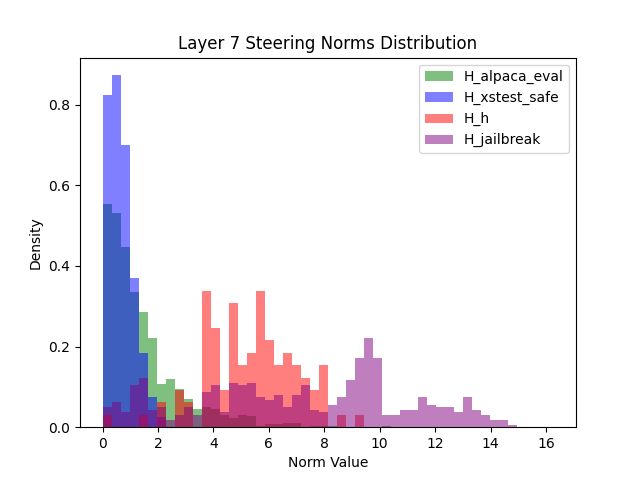 Layer 7 Steering Norms Distribution
H_alpaca_eval
H_xstest_safe
H_h
H_jailbreak
Density
0.8
0.6
0.4
0.2
0.0
0 2 4 6 8 10 12 14 16
Norm Value